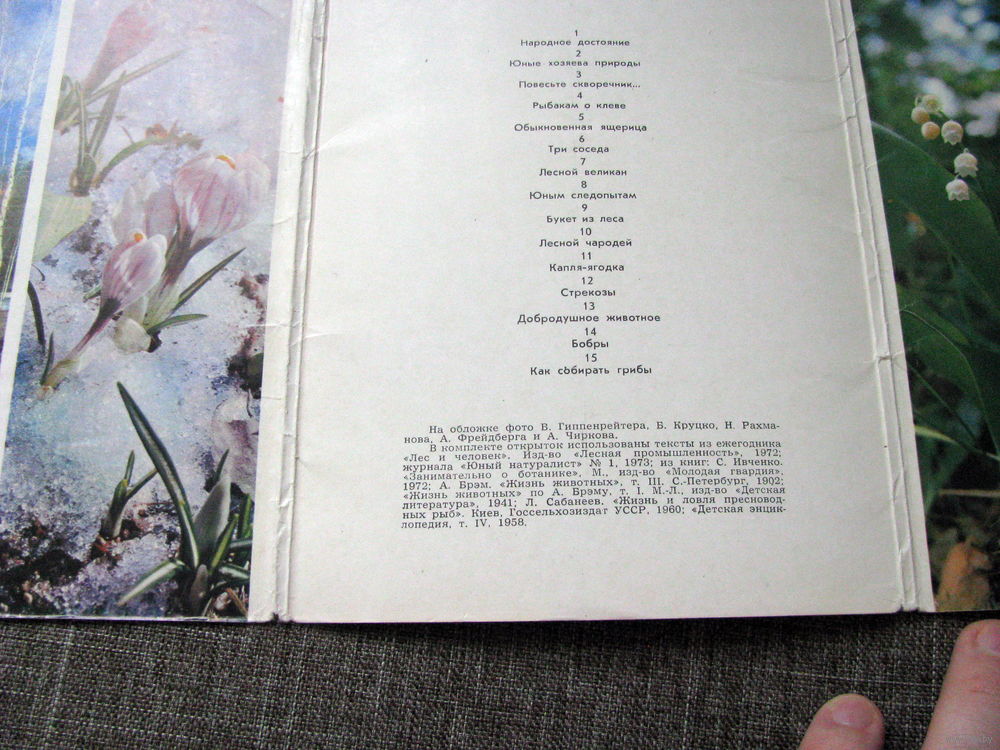 1
Народное достояние
2
Юные хозяева природы
3
Повесьте скворечник...
4
Рыбакам о клеве
5
Обыкновенная ящерица
6
Три соседа
7
Лесной великан
8
Юным следопытам
9
Букет из леса
10
Лесной чародей
11
Капля-ягодка
12
Стрекозы
13
Добродушное животное
14
Бобры
15
Как собирать грибы
На обложке фото В. Гиппенрейтера, Б. Круцко, Н. Рахма-
нова, А. Фрейдберга и А. Чиркова.
В комплекте открыток использованы тексты из ежегодника
«Лес и человек». Изд-во «Лесная промышленность», 1972;
журнала «Юный натуралист» № 1, 1973; из книг: С. Ивченко.
«Занимательно о ботанике», М., изд-во «Молодая гвардия»,
1972; А. Брэм. «Жизнь животных», т. III. С.-Петербург, 1902;
«Жизнь животных» по А. Брэму, т. I. М.-Л., изд-во «Детская
литература», 1941; Л. Сабанеев. «Жизнь и ловля пресновод-
ных рыб». Киев, Госсельхозиздат УССР, 1960; «Детская энцик-
лопедия, т. IV, 1958.